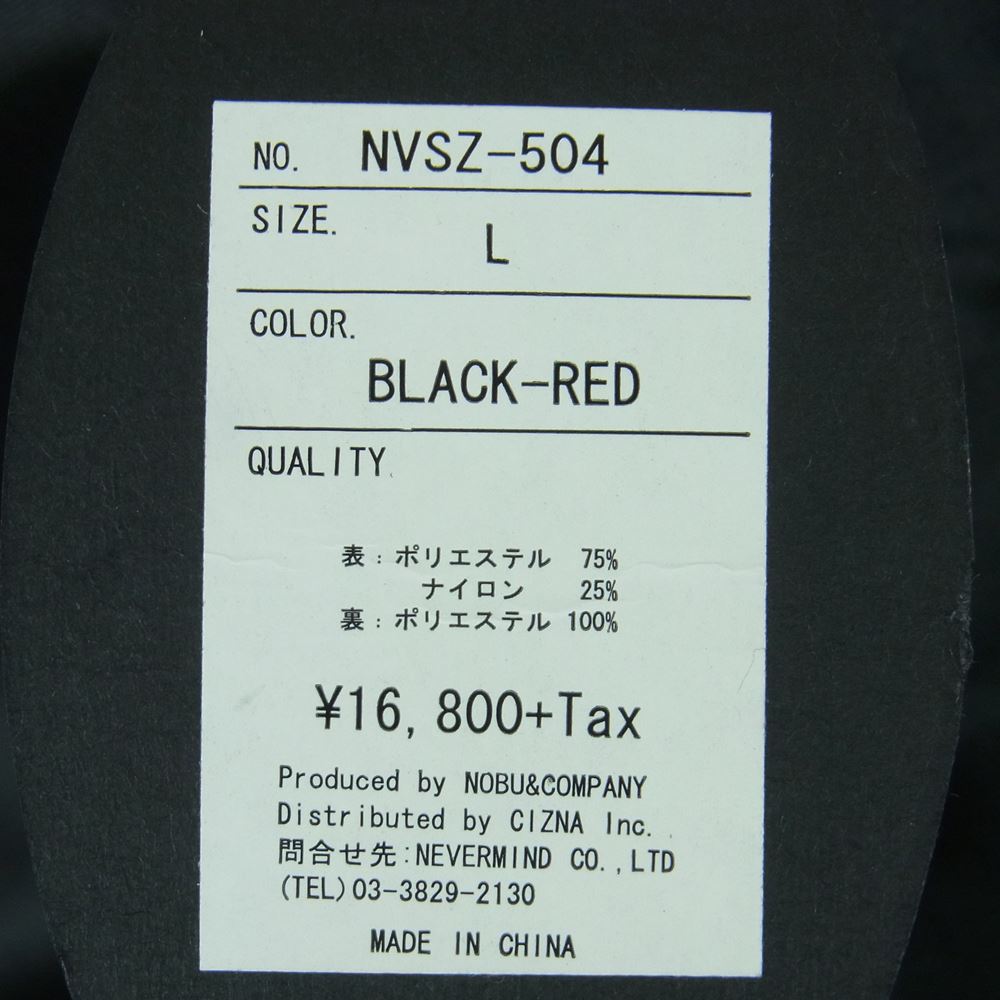 NO. NVSZ-504
SIZE.
L
COLOR.
BLACK-RED
QUALITY
表：ポリエステル 75%
ナイロン 25%
裏：ポリエステル 100%
¥16,800+Tax
Produced by NOBU&COMPANY
Distributed by CIZNA Inc.
問合せ先:NEVERMIND CO.,LTD
(TEL)03-3829-2130
MADE IN CHINA